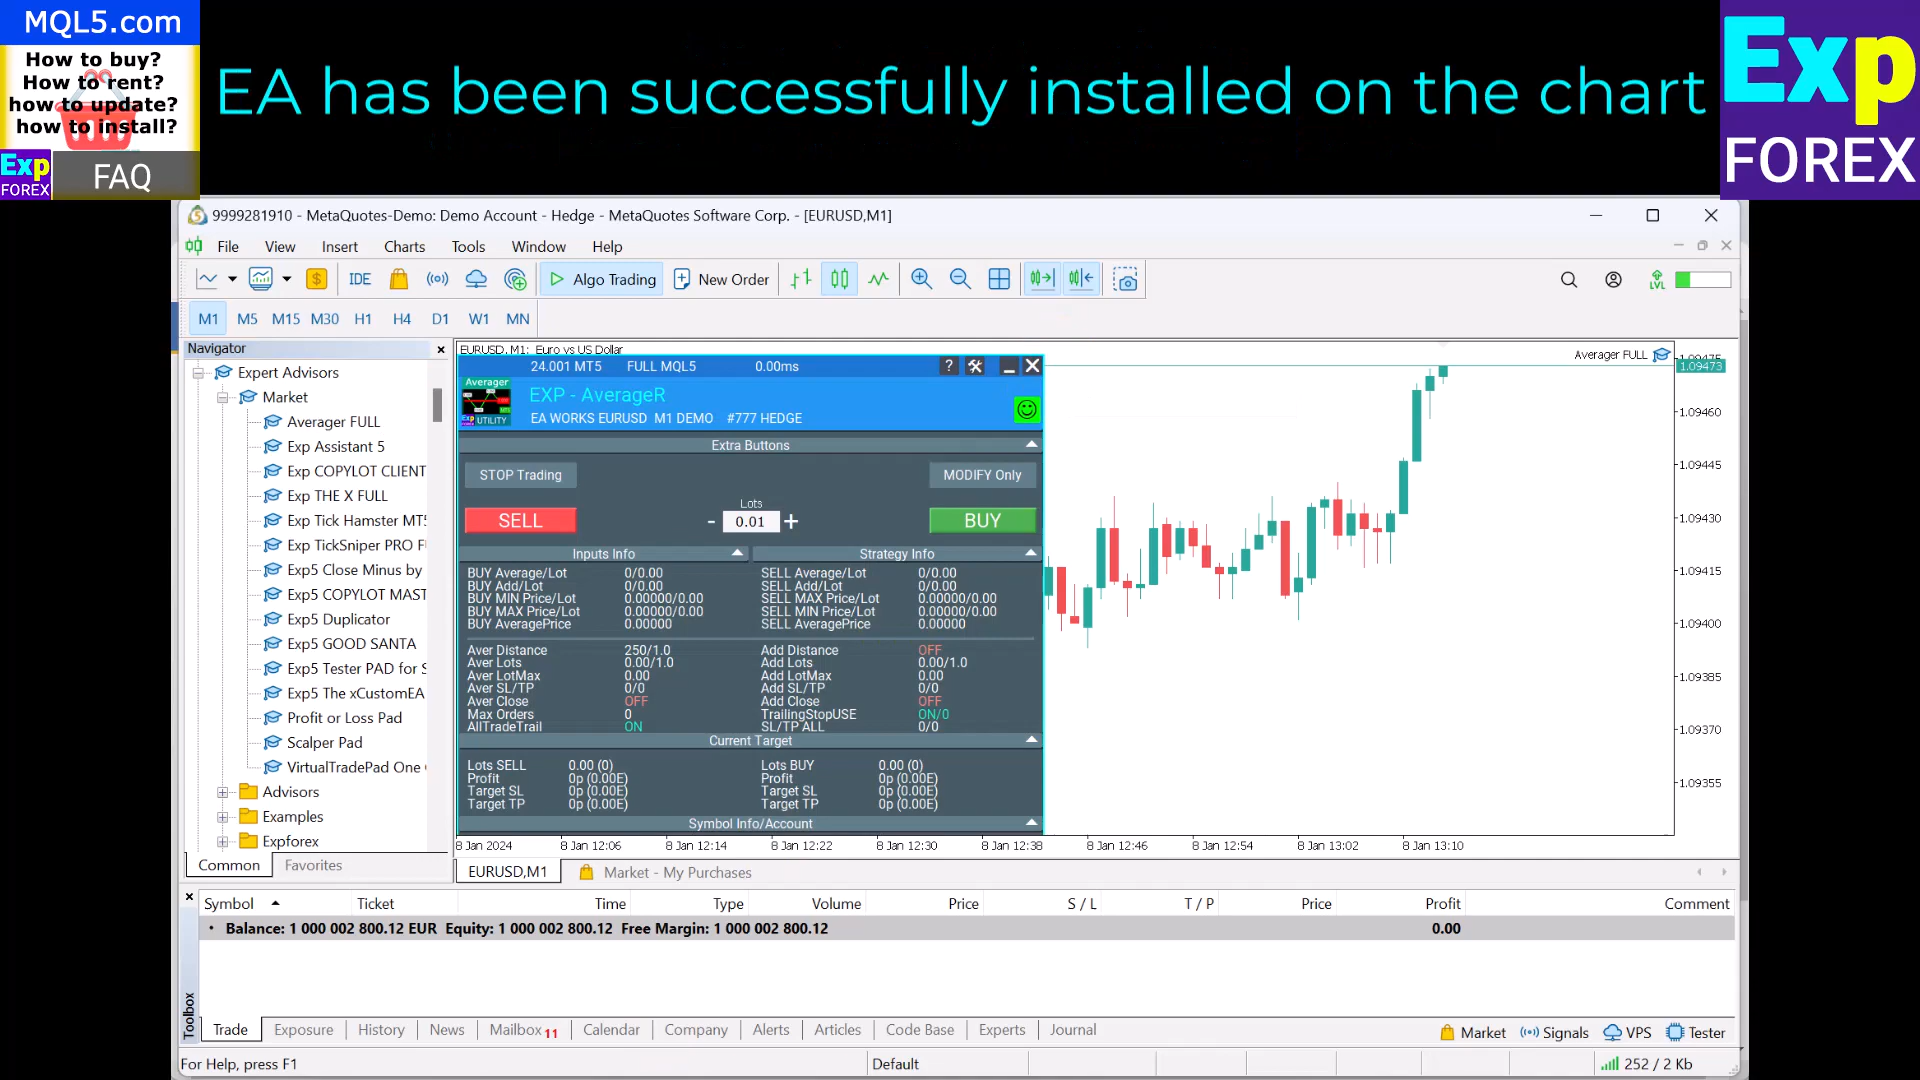 MQL5.com
How to buy?
How to rent?
how to update?
how to install?
Exp
FOREX
FAQ
EA has been successfully installed on the chart
Exp
FOREX
9999281910 - MetaQuotes-Demo: Demo Account - Hedge - MetaQuotes Software Corp. - [EURUSD,M1]
File View Insert Charts Tools Window Help
IDE Algo Trading New Order LVL
M1 M5 M15 M30 H1 H4 D1 W1 MN
Navigator
Expert Advisors
Market
Averager FULL
Exp Assistant 5
Exp COPYLOT CLIENT
Exp THE X FULL
Exp Tick Hamster MT5
Exp TickSniper PRO F
Exp5 Close Minus by
Exp5 COPYLOT MAST
Exp5 Duplicator
Exp5 GOOD SANTA
Exp5 Tester PAD for S
Exp5 The xCustomEA
Profit or Loss Pad
Scalper Pad
VirtualTradePad One
Advisors
Examples
Expforex
Common Favorites
EURUSD, M1: Euro vs US Dollar
Averager FULL
24.001 MT5 FULL MQL5 0.00ms ?
Averager
UTILITY
EXP - AverageR
EA WORKS EURUSD M1 DEMO #777 HEDGE
Extra Buttons
STOP Trading MODIFY Only
Lots
SELL - 0.01 + BUY
Inputs Info Strategy Info
BUY Average/Lot 0/0.00 SELL Average/Lot 0/0.00
BUY Add/Lot 0/0.00 SELL Add/Lot 0/0.00
BUY MIN Price/Lot 0.00000/0.00 SELL MAX Price/Lot 0.00000/0.00
BUY MAX Price/Lot 0.00000/0.00 SELL MIN Price/Lot 0.00000/0.00
BUY AveragePrice 0.00000 SELL AveragePrice 0.00000
Aver Distance 250/1.0 Add Distance OFF
Aver Lots 0.00/1.0 Add Lots 0.00/1.0
Aver LotMax 0.00 Add LotMax 0.00
Aver SL/TP 0/0 Add SL/TP 0/0
Aver Close OFF Add Close OFF
Max Orders 0 TrailingStopUSE ON/0
AllTradeTrail ON SL/TP ALL 0/0
Current Target
Lots SELL 0.00 (0) Lots BUY 0.00 (0)
Profit 0p (0.00E) Profit 0p (0.00E)
Target SL 0p (0.00E) Target SL 0p (0.00E)
Target TP 0p (0.00E) Target TP 0p (0.00E)
Symbol Info/Account
1.09475
1.09473
1.09460
1.09445
1.09430
1.09415
1.09400
1.09385
1.09370
1.09355
8 Jan 2024 8 Jan 12:06 8 Jan 12:14 8 Jan 12:22 8 Jan 12:30 8 Jan 12:38 8 Jan 12:46 8 Jan 12:54 8 Jan 13:02 8 Jan 13:10
EURUSD,M1 Market - My Purchases
Symbol Ticket Time Type Volume Price S / L T / P Price Profit Comment
Balance: 1 000 002 800.12 EUR Equity: 1 000 002 800.12 Free Margin: 1 000 002 800.12 0.00
Toolbox
Trade Exposure History News Mailbox 11 Calendar Company Alerts Articles Code Base Experts Journal
Market Signals VPS Tester
For Help, press F1 Default 252 / 2 Kb